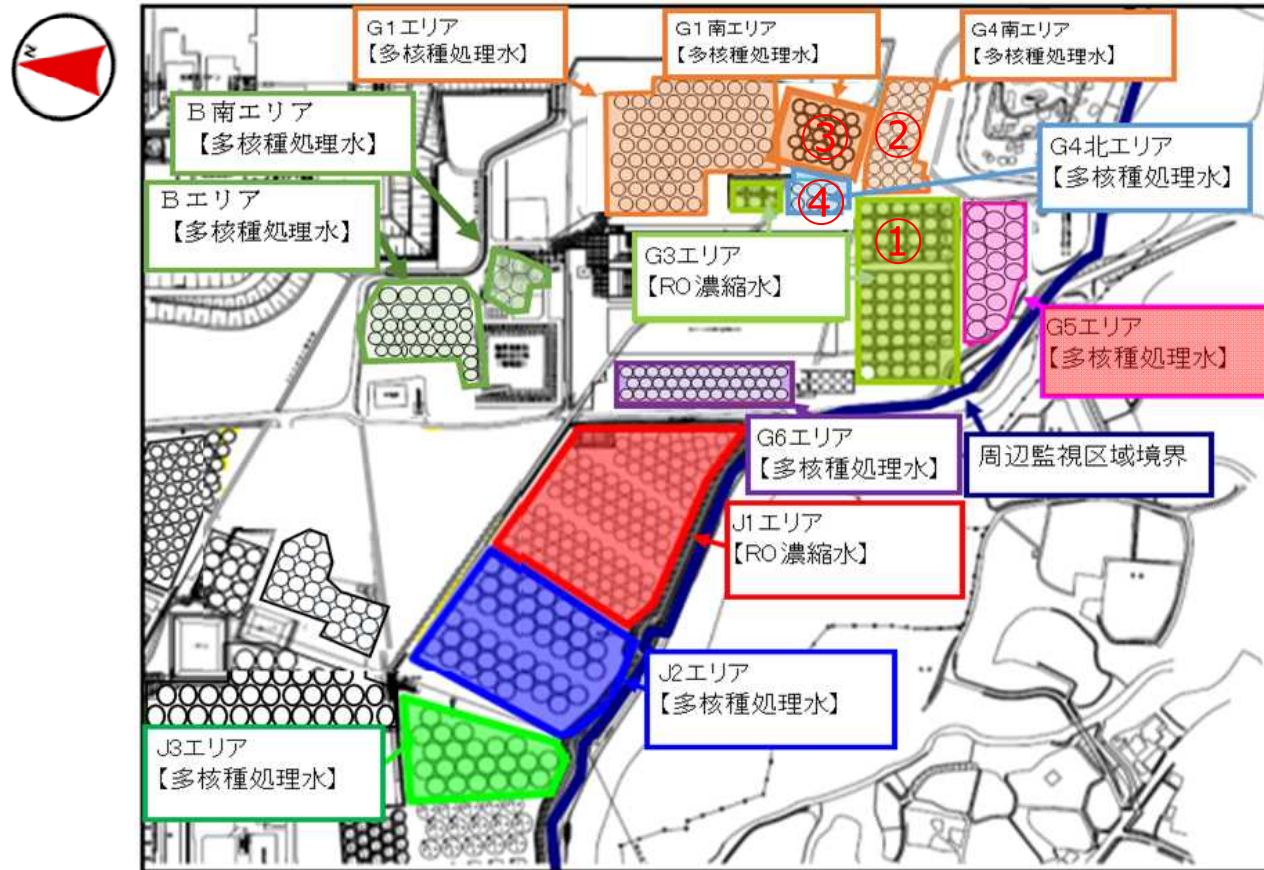 N
G1エリア
【多核種処理水】
G1南エリア
【多核種処理水】
G4南エリア
【多核種処理水】
B南エリア
【多核種処理水】
Bエリア
【多核種処理水】
③
②
④
①
G4北エリア
【多核種処理水】
G3エリア
【RO濃縮水】
G5エリア
【多核種処理水】
G6エリア
【多核種処理水】
周辺監視区域境界
J1エリア
【RO濃縮水】
J2エリア
【多核種処理水】
J3エリア
【多核種処理水】